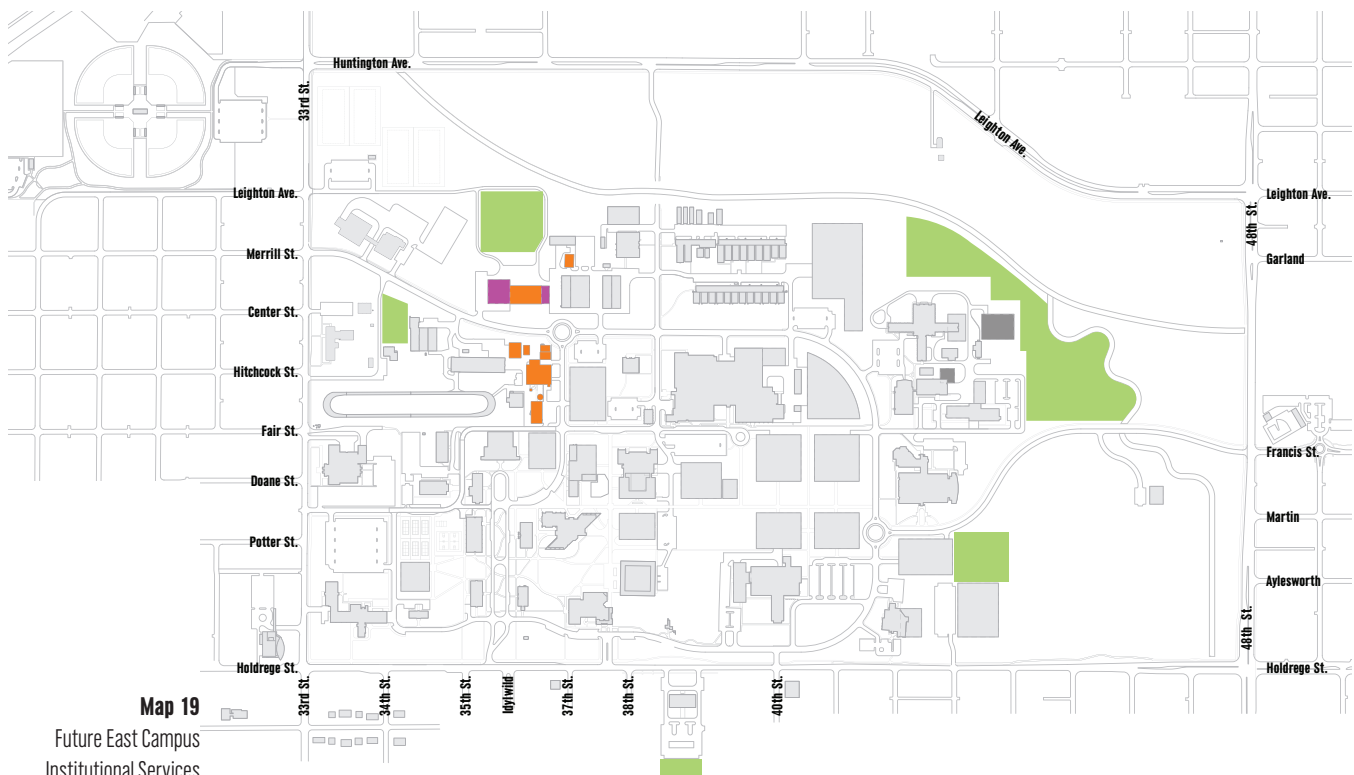 Huntington Ave.
33rd St.
Leighton Ave.
Leighton Ave.
Leighton Ave.
48th St.
Merrill St.
Garland
Center St.
Hitchcock St.
Fair St.
Francis St.
Doane St.
Martin
Potter St.
Aylesworth
48th St.
Holdrege St.
Holdrege St.
33rd St.
34th St.
35th St.
Idylwild
37th St.
38th St.
40th St.
Map 19
Future East Campus
Institutional Services